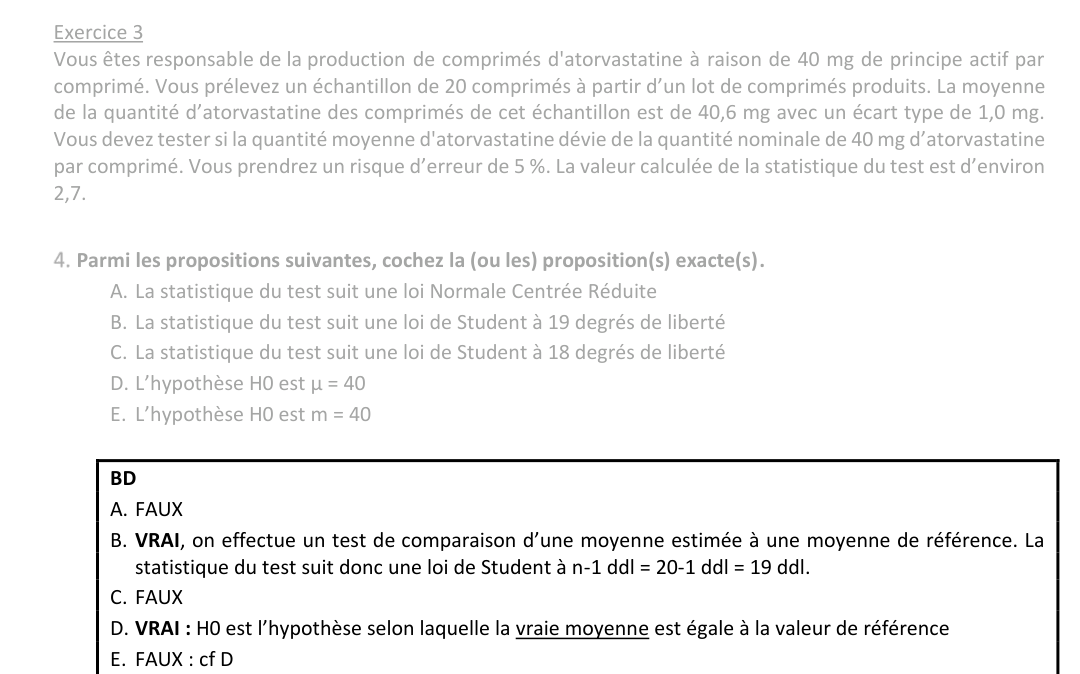 Exercice 3
Vous êtes responsable de la production de comprimés d'atorvastatine à raison de 40 mg de principe actif par
comprimé. Vous prélevez un échantillon de 20 comprimés à partir d’un lot de comprimés produits. La moyenne
de la quantité d’atorvastatine des comprimés de cet échantillon est de 40,6 mg avec un écart type de 1,0 mg.
Vous devez tester si la quantité moyenne d'atorvastatine dévie de la quantité nominale de 40 mg d’atorvastatine
par comprimé. Vous prendrez un risque d’erreur de 5 %. La valeur calculée de la statistique du test est d’environ
2,7.
4. Parmi les propositions suivantes, cochez la (ou les) proposition(s) exacte(s).
A. La statistique du test suit une loi Normale Centrée Réduite
B. La statistique du test suit une loi de Student à 19 degrés de liberté
C. La statistique du test suit une loi de Student à 18 degrés de liberté
D. L’hypothèse H0 est µ = 40
E. L’hypothèse H0 est m = 40
BD
A. FAUX
B. VRAI, on effectue un test de comparaison d’une moyenne estimée à une moyenne de référence. La
statistique du test suit donc une loi de Student à n-1 ddl = 20-1 ddl = 19 ddl.
C. FAUX
D. VRAI : H0 est l’hypothèse selon laquelle la vraie moyenne est égale à la valeur de référence
E. FAUX : cf D